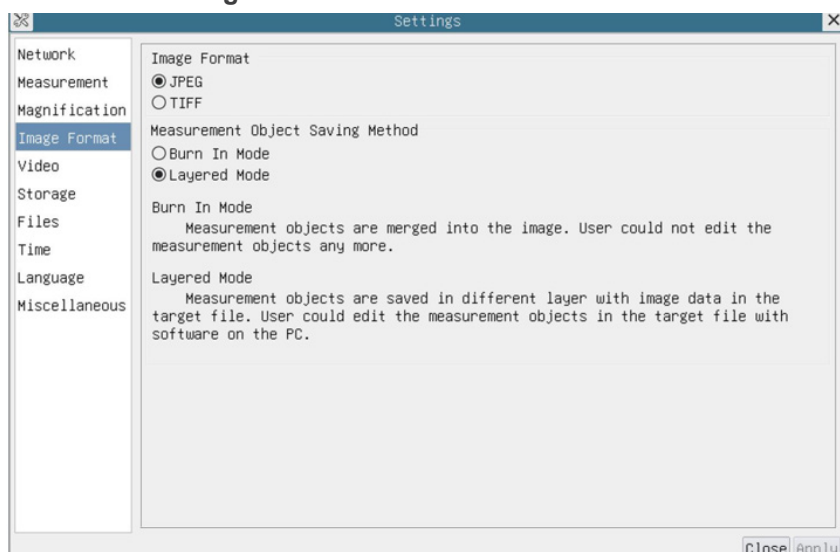 Settings
Network
Measurement
Magnification
Image Format
Video
Storage
Files
Time
Language
Miscellaneous
Image Format
JPEG
TIFF
Measurement Object Saving Method
Burn In Mode
Layered Mode
Burn In Mode
Measurement objects are merged into the image. User could not edit the
measurement objects any more.
Layered Mode
Measurement objects are saved in different layer with image data in the
target file. User could edit the measurement objects in the target file with
software on the PC.
Close Apply